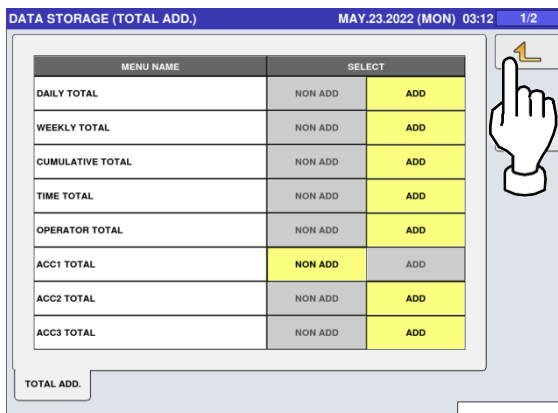 DATA STORAGE (TOTAL ADD.) MAY.23.2022 (MON) 03:12 1/2
MENU NAME SELECT
DAILY TOTAL NON ADD ADD
WEEKLY TOTAL NON ADD ADD
CUMULATIVE TOTAL NON ADD ADD
TIME TOTAL NON ADD ADD
OPERATOR TOTAL NON ADD ADD
ACC1 TOTAL NON ADD ADD
ACC2 TOTAL NON ADD ADD
ACC3 TOTAL NON ADD ADD
TOTAL ADD.